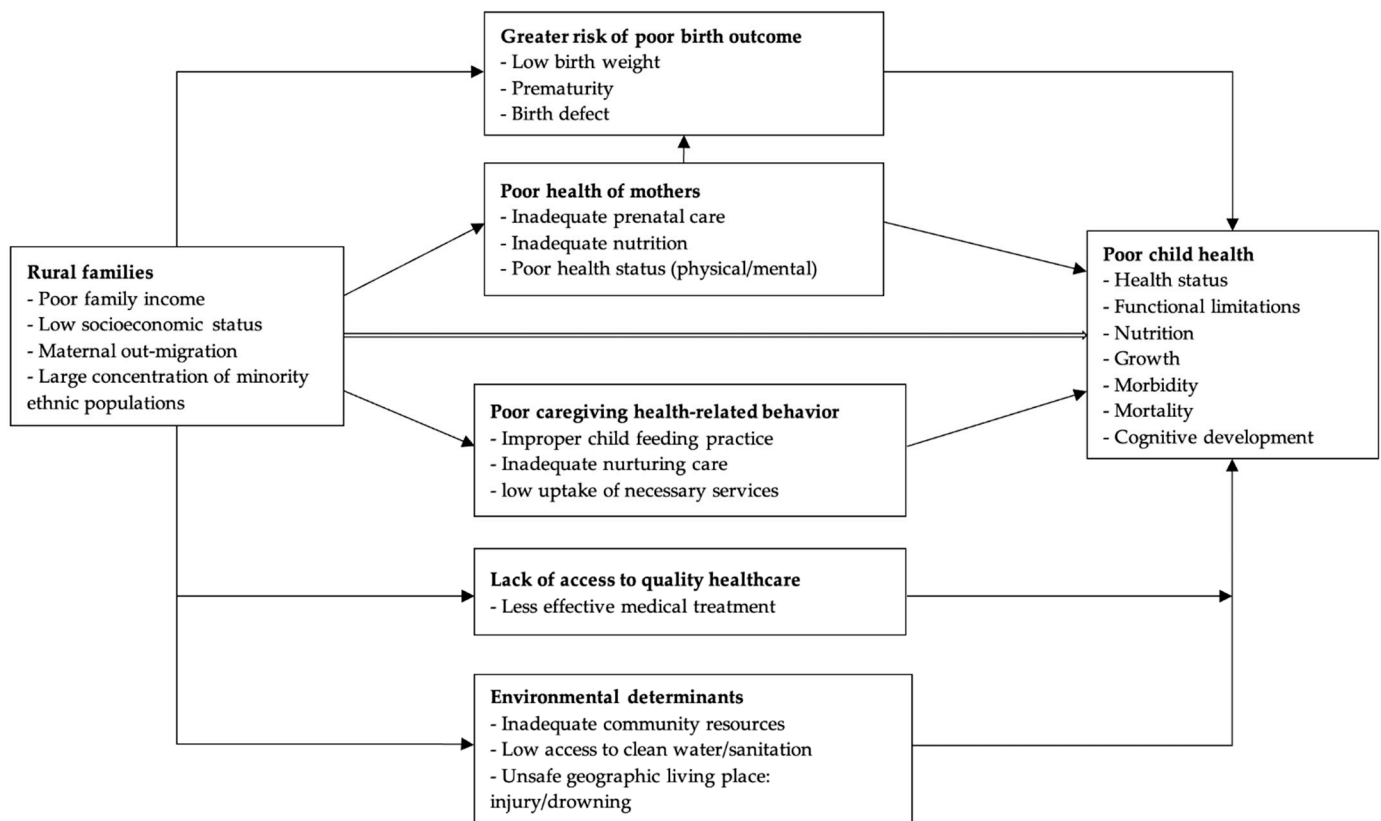 Greater risk of poor birth outcome
- Low birth weight
- Prematurity
- Birth defect
Poor health of mothers
- Inadequate prenatal care
- Inadequate nutrition
- Poor health status (physical/mental)
Rural families
- Poor family income
- Low socioeconomic status
- Maternal out-migration
- Large concentration of minority
ethnic populations
Poor child health
- Health status
- Functional limitations
- Nutrition
- Growth
- Morbidity
- Mortality
- Cognitive development
Poor caregiving health-related behavior
- Improper child feeding practice
- Inadequate nurturing care
- low uptake of necessary services
Lack of access to quality healthcare
- Less effective medical treatment
Environmental determinants
- Inadequate community resources
- Low access to clean water/sanitation
- Unsafe geographic living place:
injury/drowning